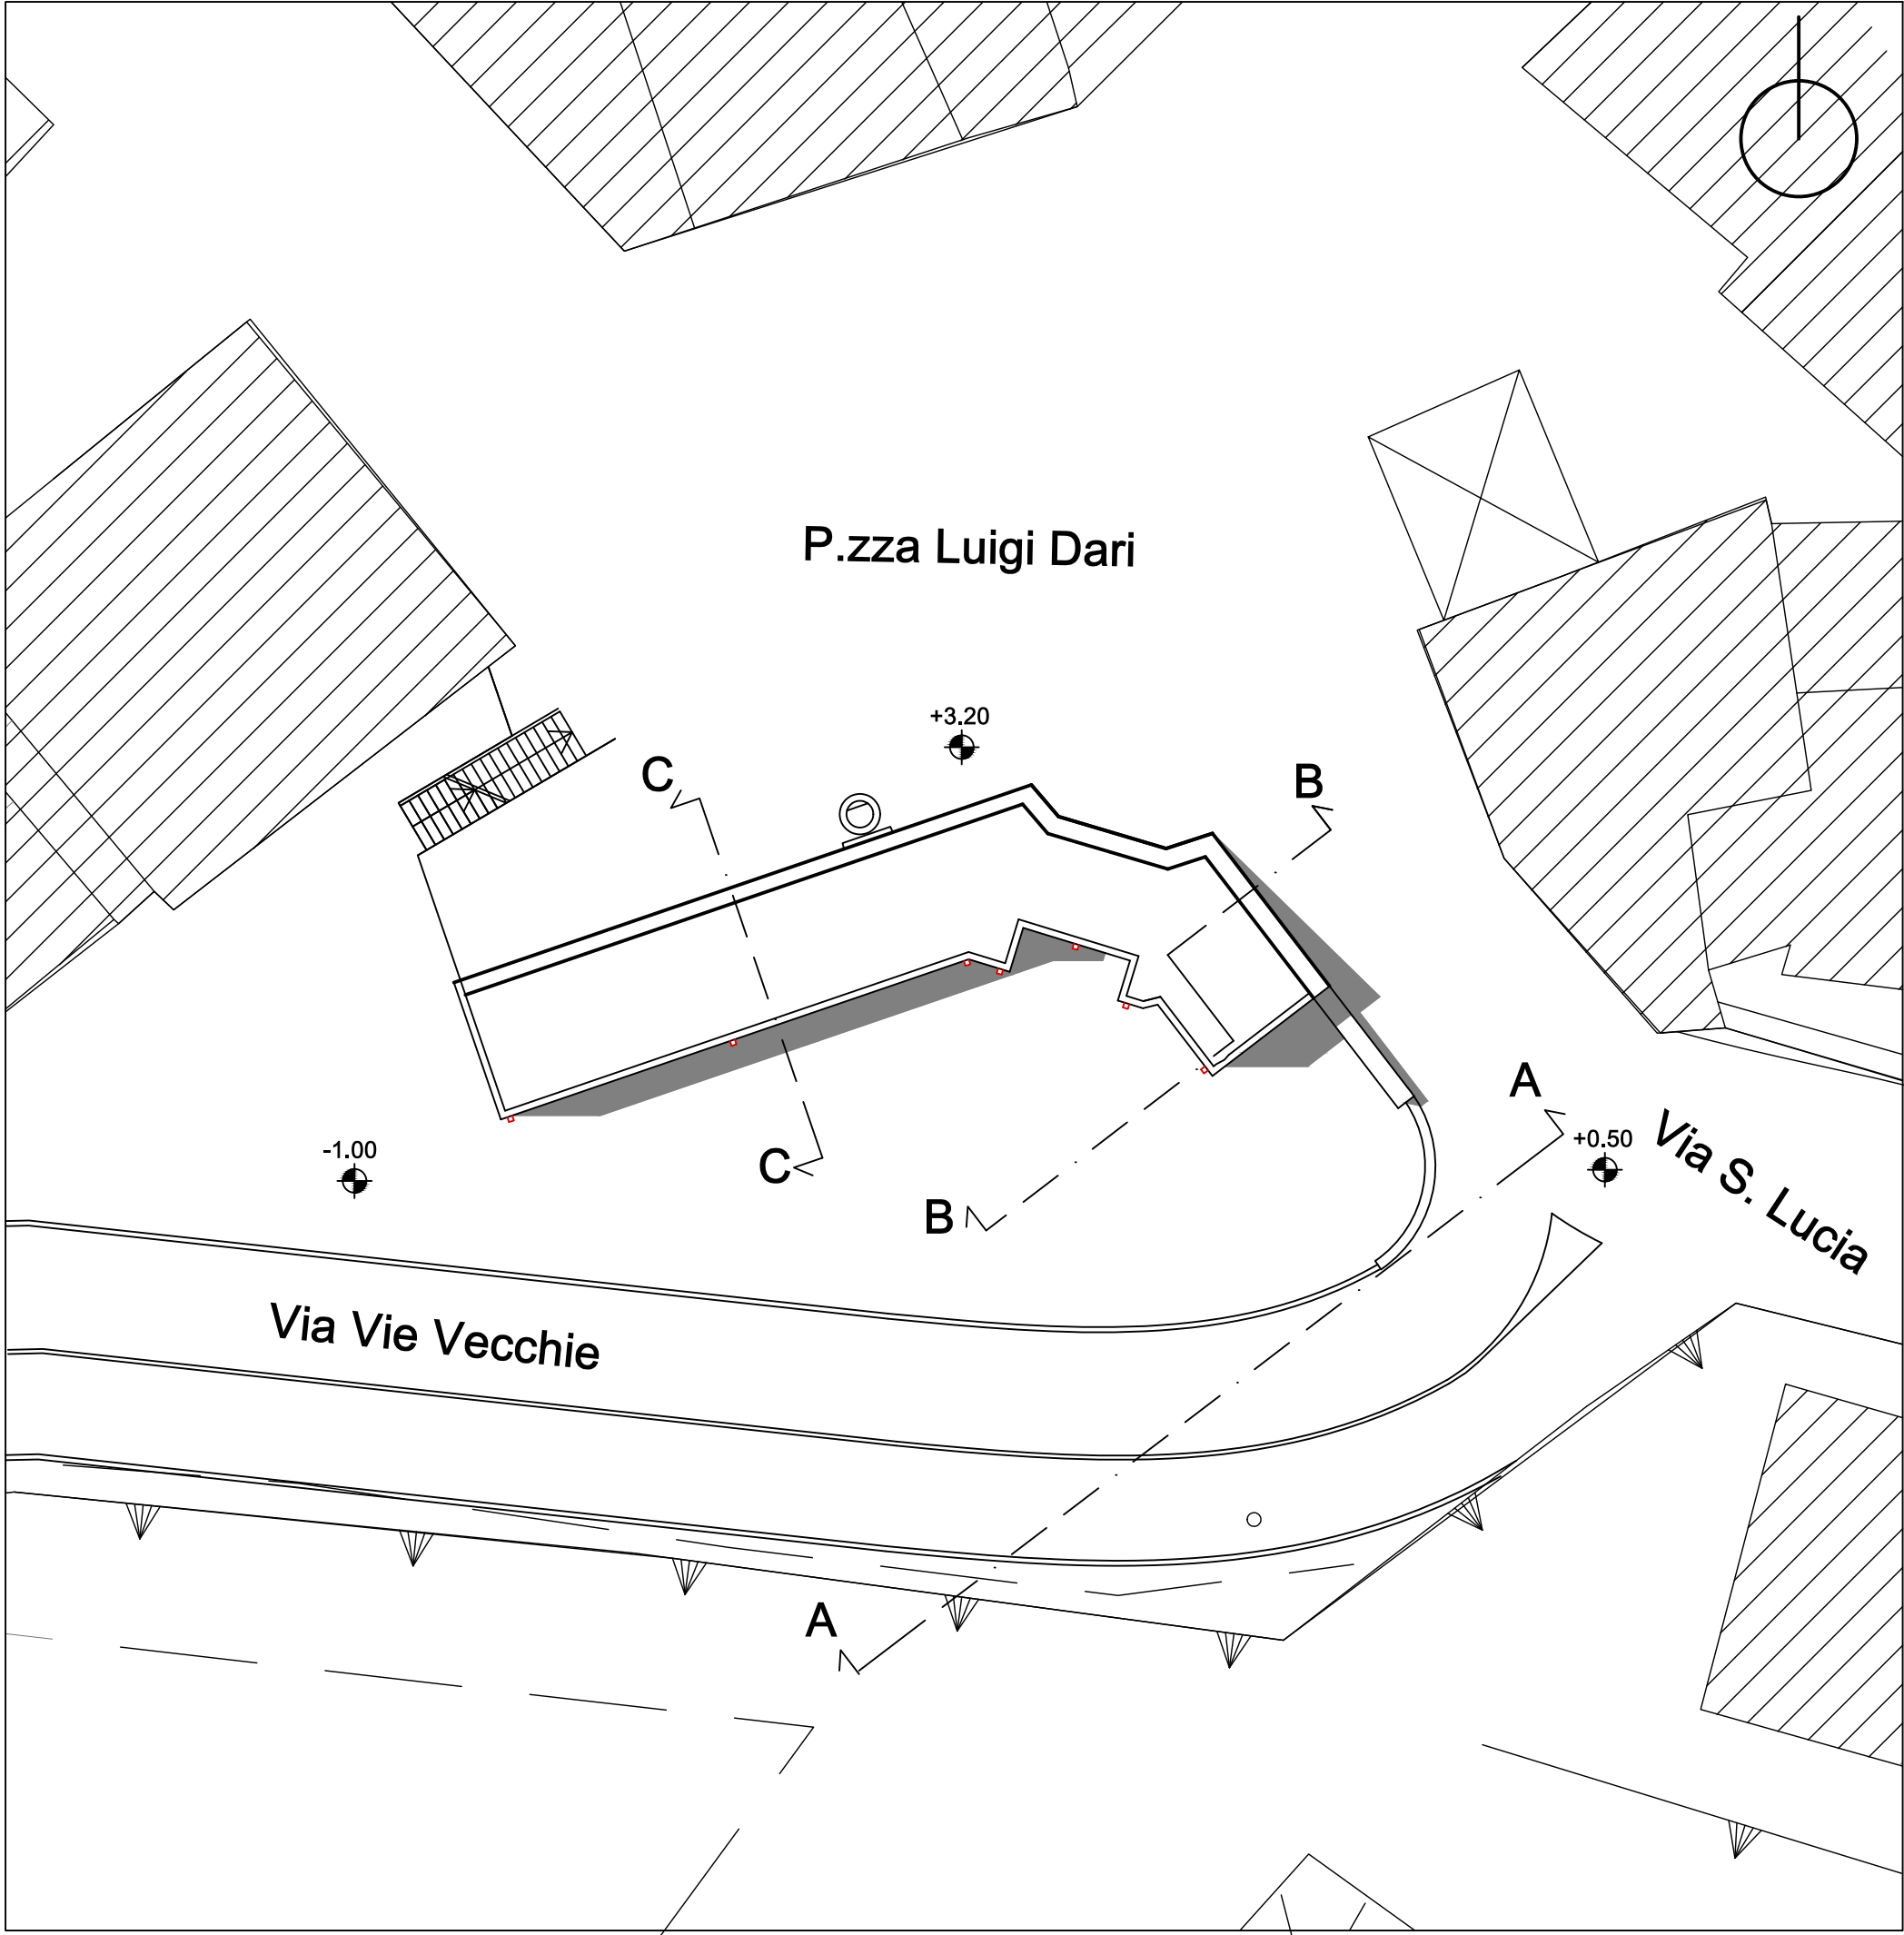 P.zza Luigi Dari
+3.20
C
B
A
+0.50
-1.00
Via S. Lucia
C
B
Via Vie Vecchie
A